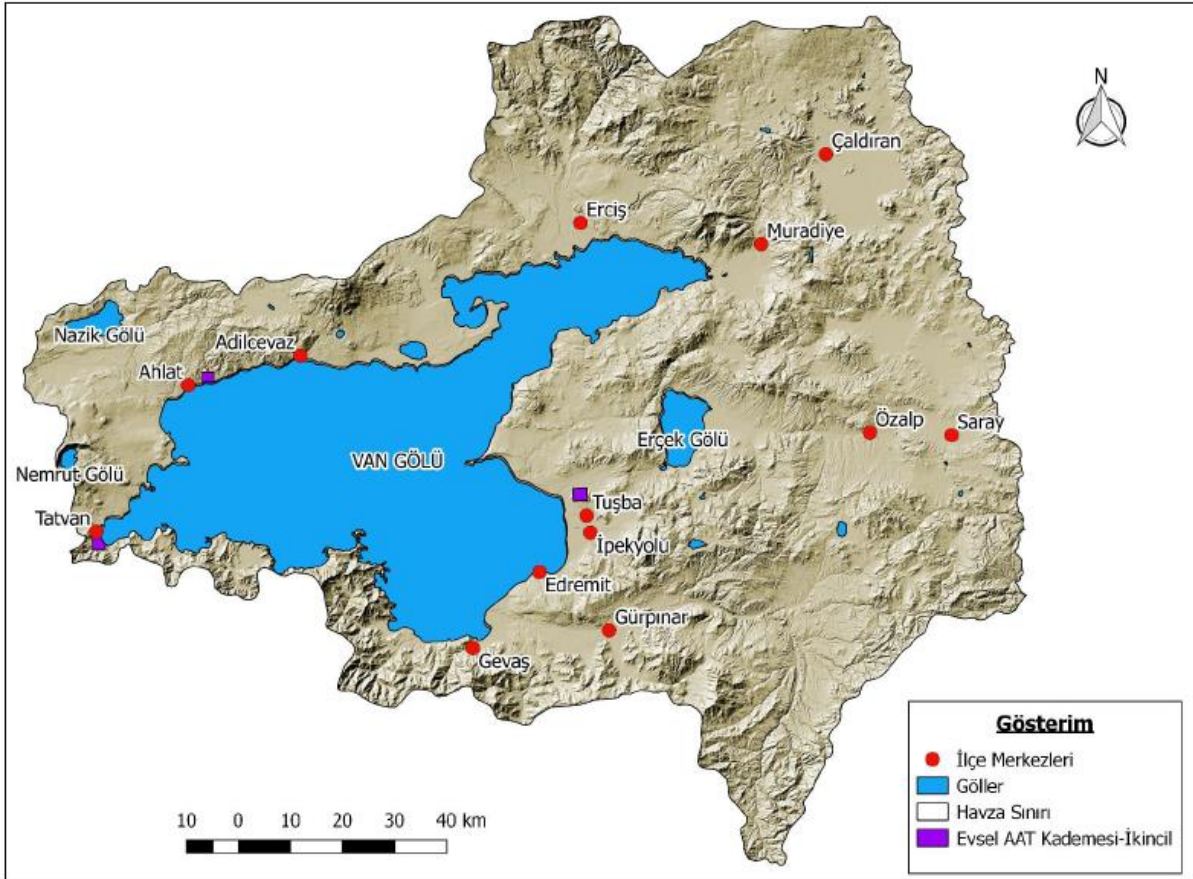 N
Çaldıran
Erciş
Muradiye
Nazik Gölü
Adilcevaz
Ahlat
Özalp
Saray
Erçek Gölü
VAN GÖLÜ
Nemrut Gölü
Tuşba
Tatvan
İpekyolu
Edremit
Gürpınar
Gevaş
Gösterim
İlçe Merkezleri
Göller
Havza Sınırı
Evsel AAT Kademesi-İkincil
10 0 10 20 30 40 km